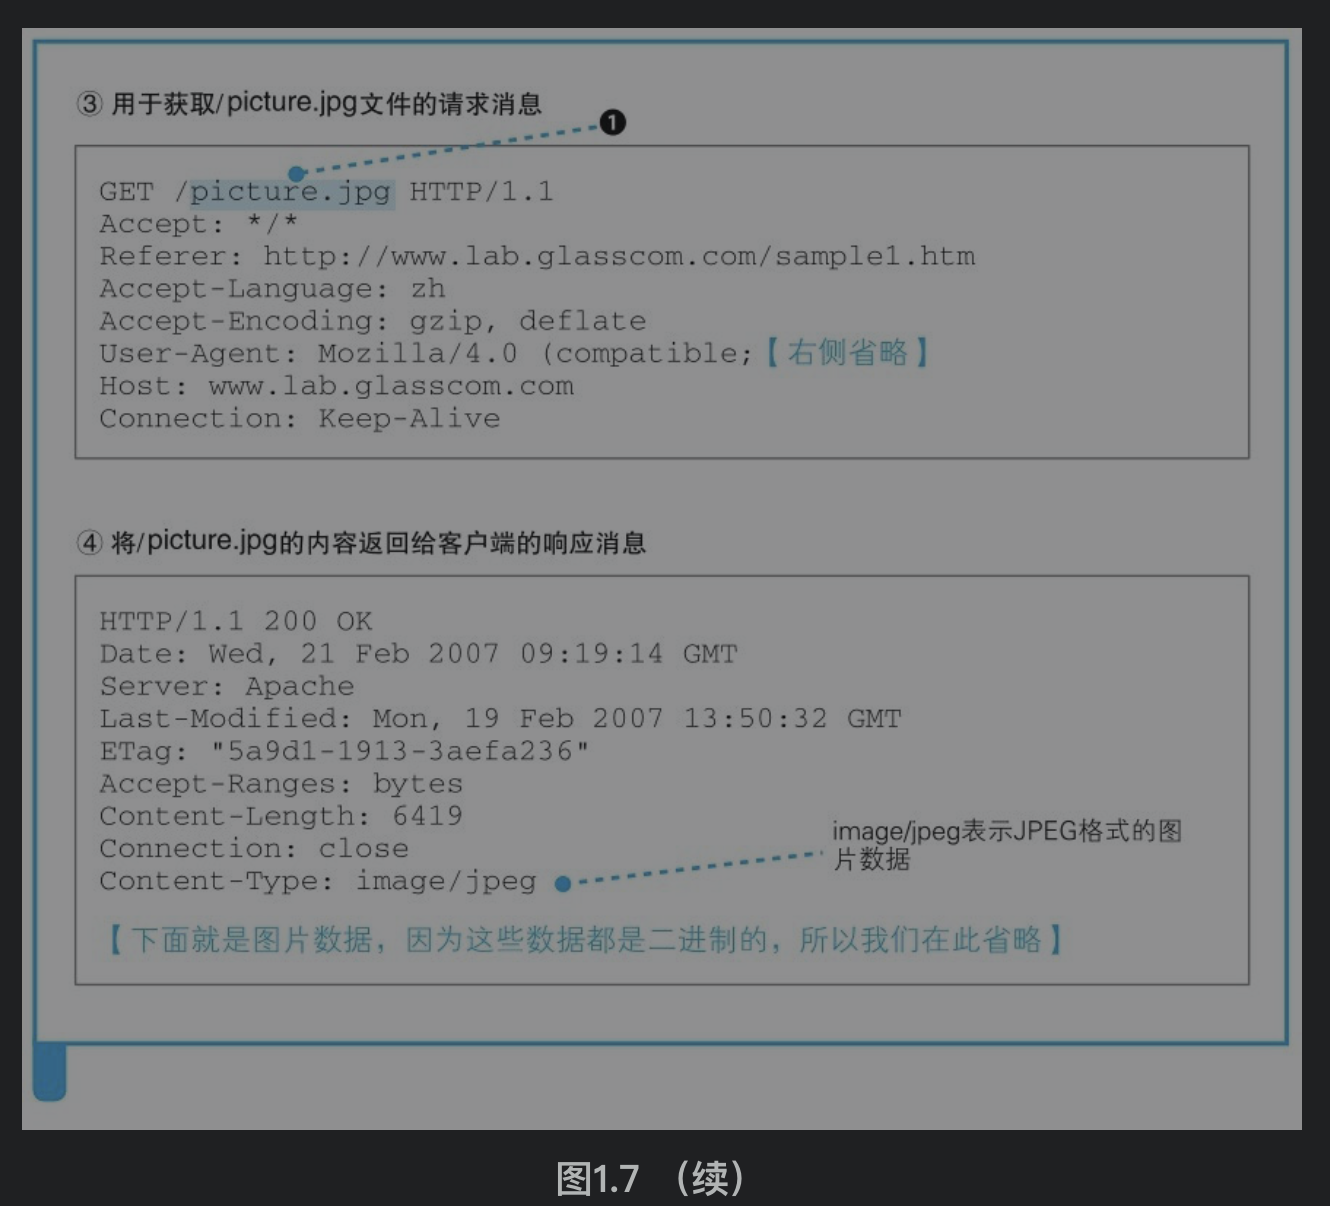 ③ 用于获取/picture.jpg文件的请求消息
❶
GET /picture.jpg HTTP/1.1
Accept: */*
Referer: http://www.lab.glasscom.com/sample1.htm
Accept-Language: zh
Accept-Encoding: gzip, deflate
User-Agent: Mozilla/4.0 (compatible;【右侧省略】
Host: www.lab.glasscom.com
Connection: Keep-Alive
④ 将/picture.jpg的内容返回给客户端的响应消息
HTTP/1.1 200 OK
Date: Wed, 21 Feb 2007 09:19:14 GMT
Server: Apache
Last-Modified: Mon, 19 Feb 2007 13:50:32 GMT
ETag: "5a9d1-1913-3aefa236"
Accept-Ranges: bytes
Content-Length: 6419
Connection: close
Content-Type: image/jpeg
image/jpeg表示JPEG格式的图
片数据
【下面就是图片数据，因为这些数据都是二进制的，所以我们在此省略】
图1.7 （续）